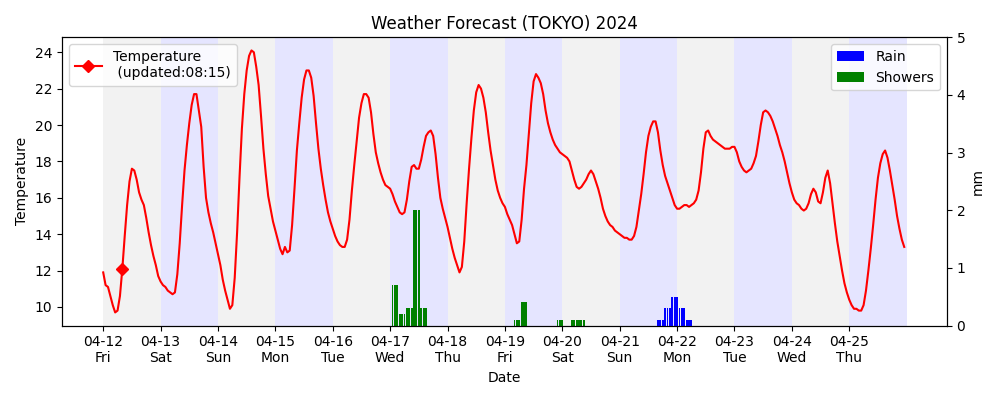 Weather Forecast (TOKYO) 2024
Temperature
(updated:08:15)
Rain
Showers
Temperature
24
22
20
18
16
14
12
10
5
4
3
2
1
0
mm
04-12 04-13 04-14 04-15 04-16 04-17 04-18 04-19 04-20 04-21 04-22 04-23 04-24 04-25
Fri Sat Sun Mon Tue Wed Thu Fri Sat Sun Mon Tue Wed Thu
Date